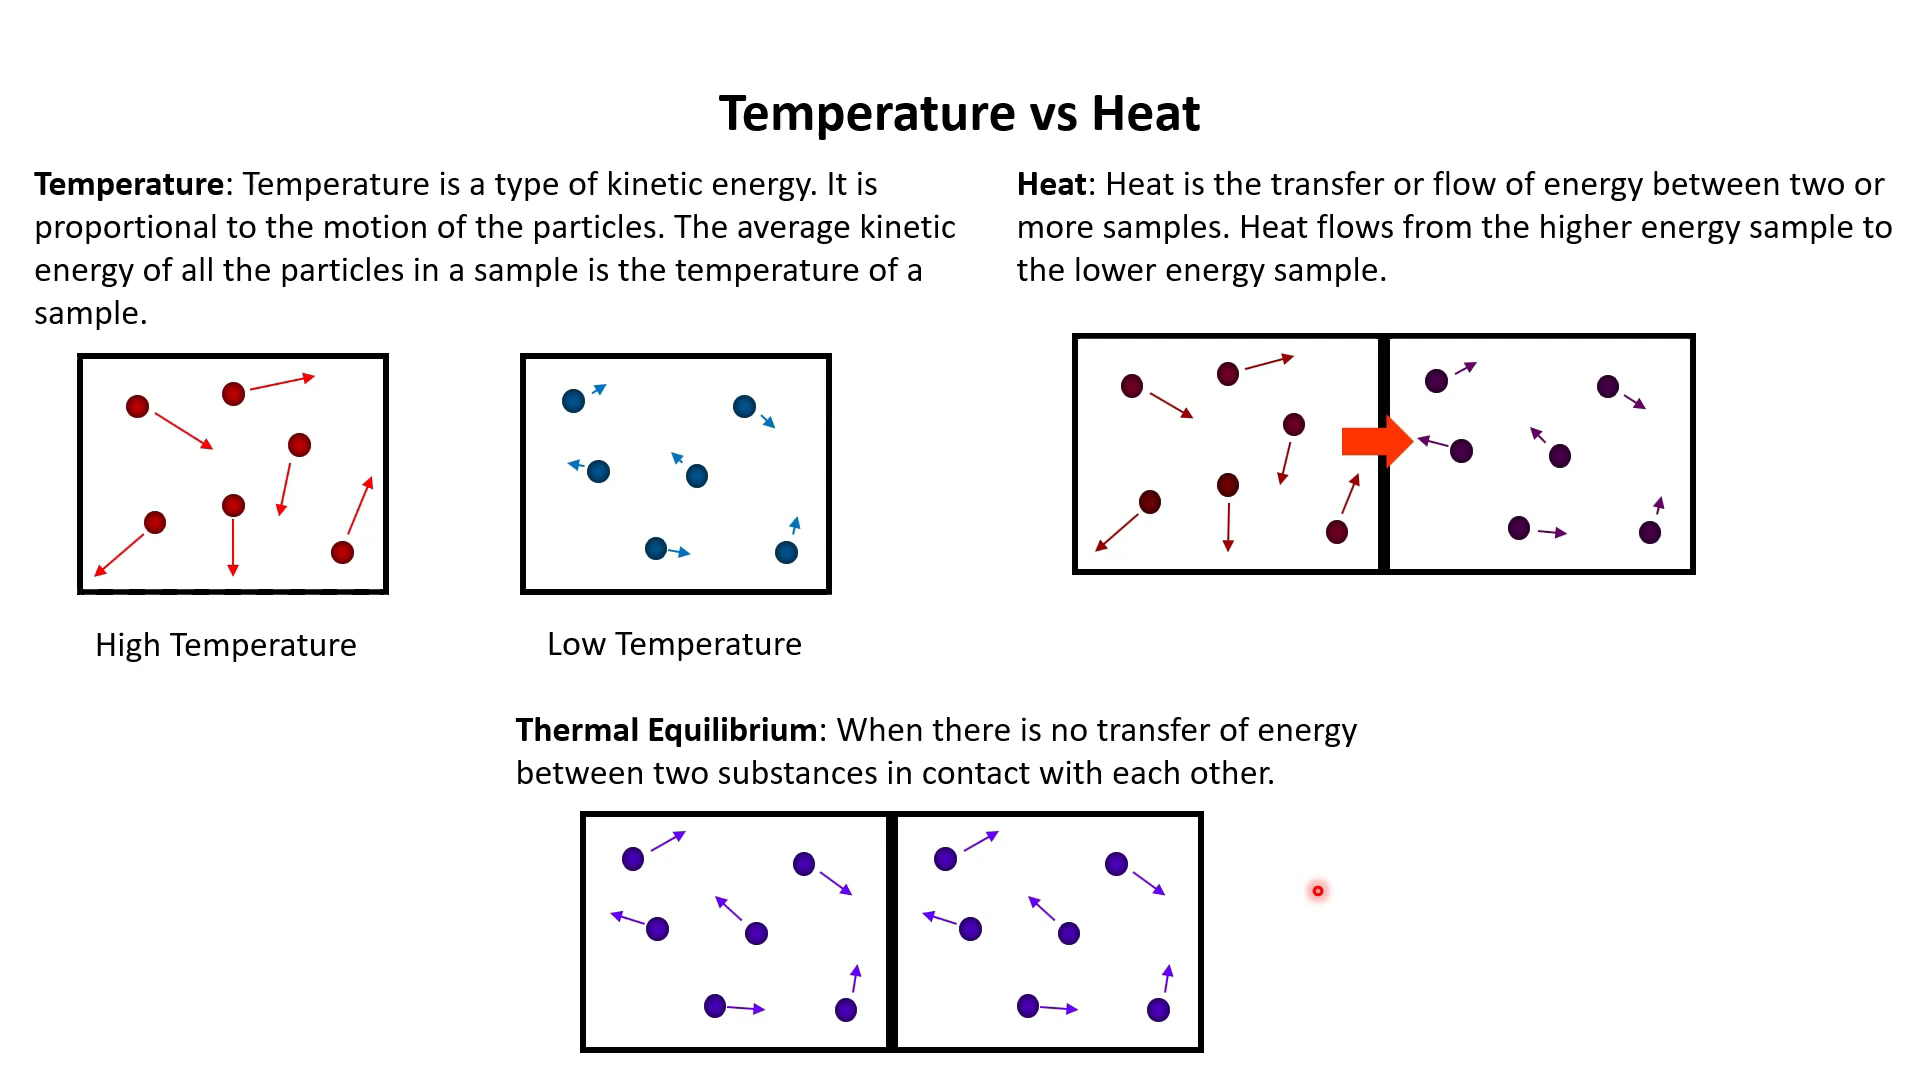 Temperature vs Heat
Temperature: Temperature is a type of kinetic energy. It is
proportional to the motion of the particles. The average kinetic
energy of all the particles in a sample is the temperature of a
sample.
Heat: Heat is the transfer or flow of energy between two or
more samples. Heat flows from the higher energy sample to
the lower energy sample.
High Temperature
Low Temperature
Thermal Equilibrium: When there is no transfer of energy
between two substances in contact with each other.